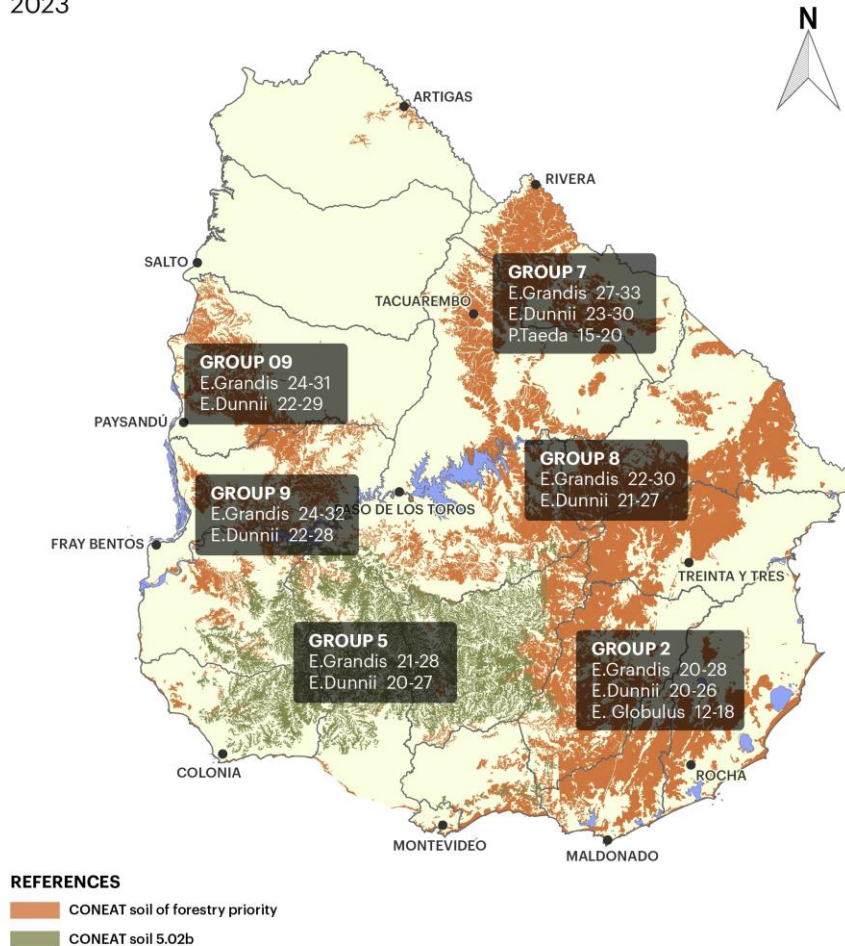 2023
N
ARTIGAS
RIVERA
SALTO
TACUAREMBÓ
GROUP 7
E.Grandis 27-33
E.Dunnii 23-30
P.Taeda 15-20
GROUP 09
E.Grandis 24-31
E.Dunnii 22-29
PAYSANDÚ
GROUP 8
E.Grandis 22-30
E.Dunnii 21-27
GROUP 9
E.Grandis 24-32
E.Dunnii 22-28
ASO DE LOS TOROS
FRAY BENTOS
TREINTA Y TRES
GROUP 5
E.Grandis 21-28
E.Dunnii 20-27
GROUP 2
E.Grandis 20-28
E.Dunnii 20-26
E. Globulus 12-18
COLONIA
ROCHA
MONTEVIDEO
MALDONADO
REFERENCES
CONEAT soil of forestry priority
CONEAT soil 5.02b